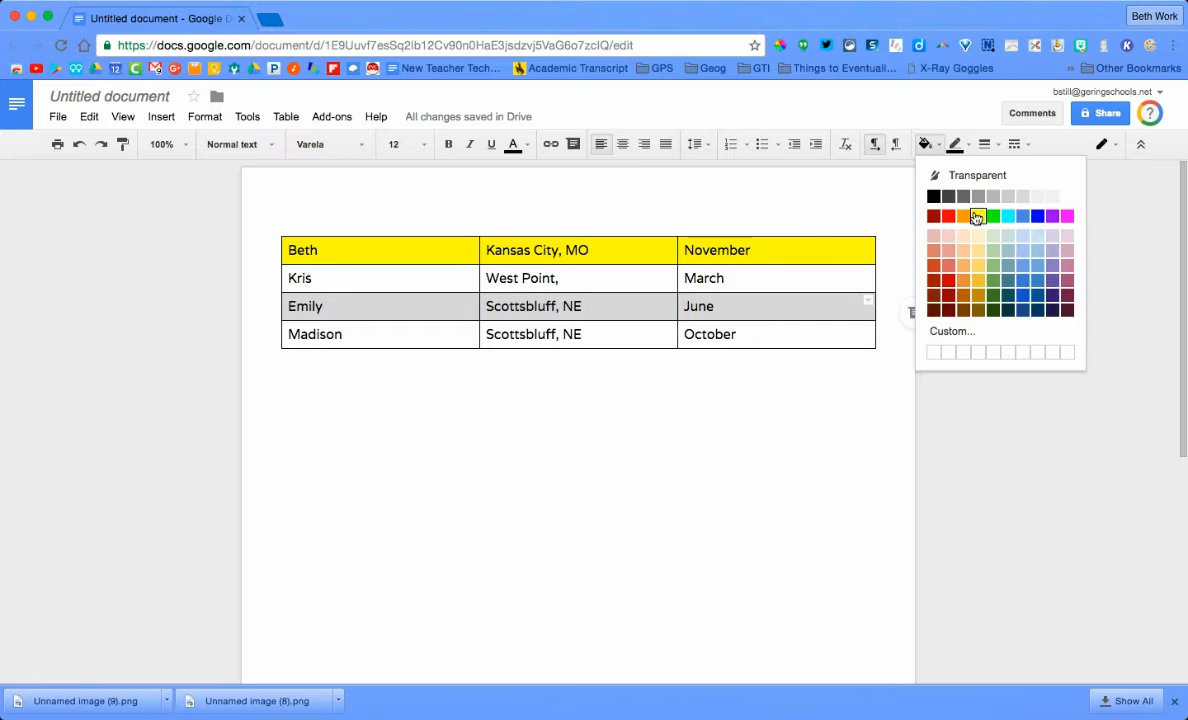 Untitled document - Google D
Beth Work
https://docs.google.com/document/d/1E9Uuvf7esSq2lb12Cv90n0HaE3jsdzvj5VaG6o7zcIQ/edit
New Teacher Tech...
Academic Transcript
GPS
Geog
GTI
Things to Eventuall...
X-Ray Goggles
»
Other Bookmarks
Untitled document
bstill@geringschools.net
File Edit View Insert Format Tools Table Add-ons Help All changes saved in Drive
Comments
Share
100% Normal text Varela 12 B I U A
Transparent
Beth Kansas City, MO November
Kris West Point, March
Emily Scottsbluff, NE June
Madison Scottsbluff, NE October
Custom...
Unnamed image (9).png
Unnamed image (8).png
Show All